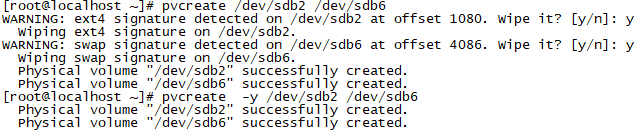 [root@localhost ~]# pvcreate /dev/sdb2 /dev/sdb6
WARNING: ext4 signature detected on /dev/sdb2 at offset 1080. Wipe it? [y/n]: y
  Wiping ext4 signature on /dev/sdb2.
WARNING: swap signature detected on /dev/sdb6 at offset 4086. Wipe it? [y/n]: y
  Wiping swap signature on /dev/sdb6.
  Physical volume "/dev/sdb2" successfully created.
  Physical volume "/dev/sdb6" successfully created.
[root@localhost ~]# pvcreate  -y /dev/sdb2 /dev/sdb6
  Physical volume "/dev/sdb2" successfully created.
  Physical volume "/dev/sdb6" successfully created.